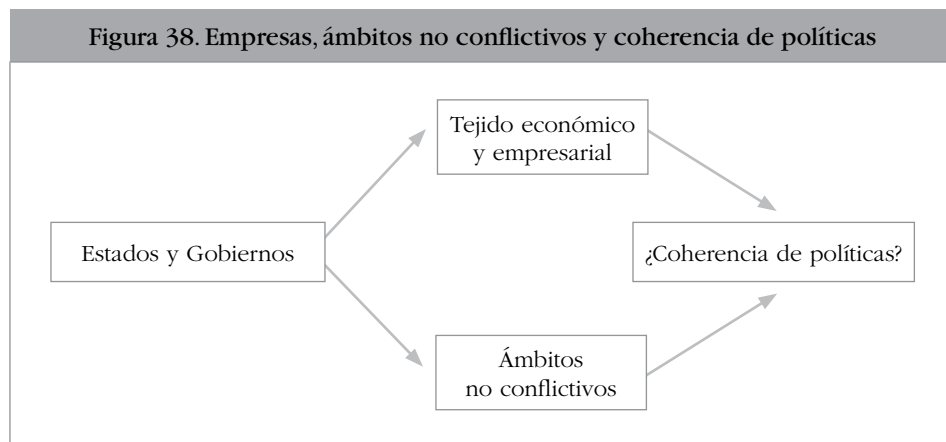 Figura 38. Empresas, ámbitos no conflictivos y coherencia de políticas
Tejido económico
y empresarial
Estados y Gobiernos
¿Coherencia de políticas?
Ámbitos
no conflictivos